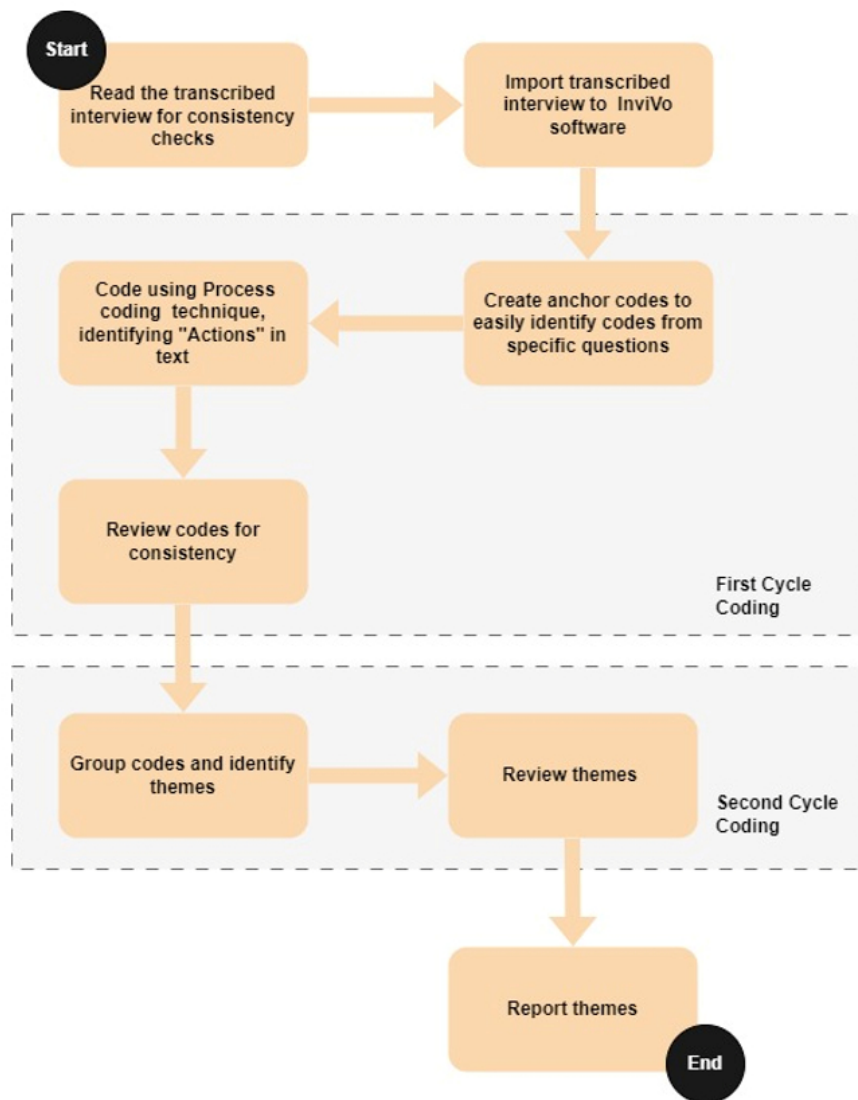 Start
Read the transcribed
interview for consistency
checks
Import transcribed
interview to InviVo
software
Create anchor codes to
easily identify codes from
specific questions
Code using Process
coding technique,
identifying "Actions" in
text
Review codes for
consistency
First Cycle
Coding
Group codes and identify
themes
Review themes
Second Cycle
Coding
Report themes
End